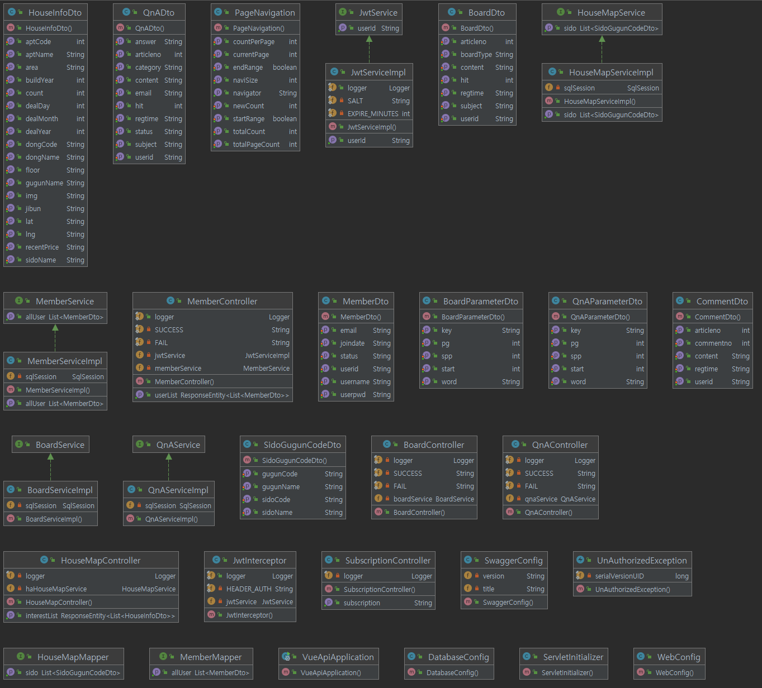 HouseInfoDto
HouseInfoDto()
aptCode int
aptName String
area String
buildYear int
count int
dealDay int
dealMonth int
dealYear int
dongCode String
dongName String
floor String
gugunName String
img String
jibun String
lat String
lng String
recentPrice String
sidoName String
QnADto
QnADto()
answer String
articleno int
category String
content String
email String
hit int
regtime String
status String
subject String
userid String
PageNavigation
PageNavigation()
countPerPage int
currentPage int
endRange boolean
naviSize int
navigator String
newCount int
startRange boolean
totalCount int
totalPageCount int
JwtService
userid String
JwtServiceImpl
logger Logger
SALT String
EXPIRE_MINUTES int
JwtServiceImpl()
userid String
BoardDto
BoardDto()
articleno int
boardType String
content String
hit int
regtime String
subject String
userid String
HouseMapService
sido List<SidoGugunCodeDto>
HouseMapServiceImpl
sqlSession SqlSession
HouseMapServiceImpl()
sido List<SidoGugunCodeDto>
MemberService
allUser List<MemberDto>
MemberServiceImpl
sqlSession SqlSession
MemberServiceImpl()
allUser List<MemberDto>
MemberController
logger Logger
SUCCESS String
FAIL String
jwtService JwtServiceImpl
memberService MemberService
MemberController()
userList ResponseEntity<List<MemberDto>>
MemberDto
MemberDto()
email String
joindate String
status String
userid String
username String
userpwd String
BoardParameterDto
BoardParameterDto()
key String
pg int
spp int
start int
word String
QnAParameterDto
QnAParameterDto()
key String
pg int
spp int
start int
word String
CommentDto
CommentDto()
articleno int
commentno int
content String
regtime String
userid String
BoardService
BoardServiceImpl
sqlSession SqlSession
BoardServiceImpl()
QnAService
QnAServiceImpl
sqlSession SqlSession
QnAServiceImpl()
SidoGugunCodeDto
SidoGugunCodeDto()
gugunCode String
gugunName String
sidoCode String
sidoName String
BoardController
logger Logger
SUCCESS String
FAIL String
boardService BoardService
BoardController()
QnAController
logger Logger
SUCCESS String
FAIL String
qnaService QnAService
QnAController()
HouseMapController
logger Logger
haHouseMapService HouseMapService
HouseMapController()
interestList ResponseEntity<List<HouseInfoDto>>
JwtInterceptor
logger Logger
HEADER_AUTH String
jwtService JwtService
JwtInterceptor()
SubscriptionController
logger Logger
SubscriptionController()
subscription String
SwaggerConfig
version String
title String
SwaggerConfig()
UnAuthorizedException
serialVersionUID long
UnAuthorizedException()
HouseMapMapper
sido List<SidoGugunCodeDto>
MemberMapper
allUser List<MemberDto>
VueApiApplication
VueApiApplication()
DatabaseConfig
DatabaseConfig()
ServletInitializer
ServletInitializer()
WebConfig
WebConfig()